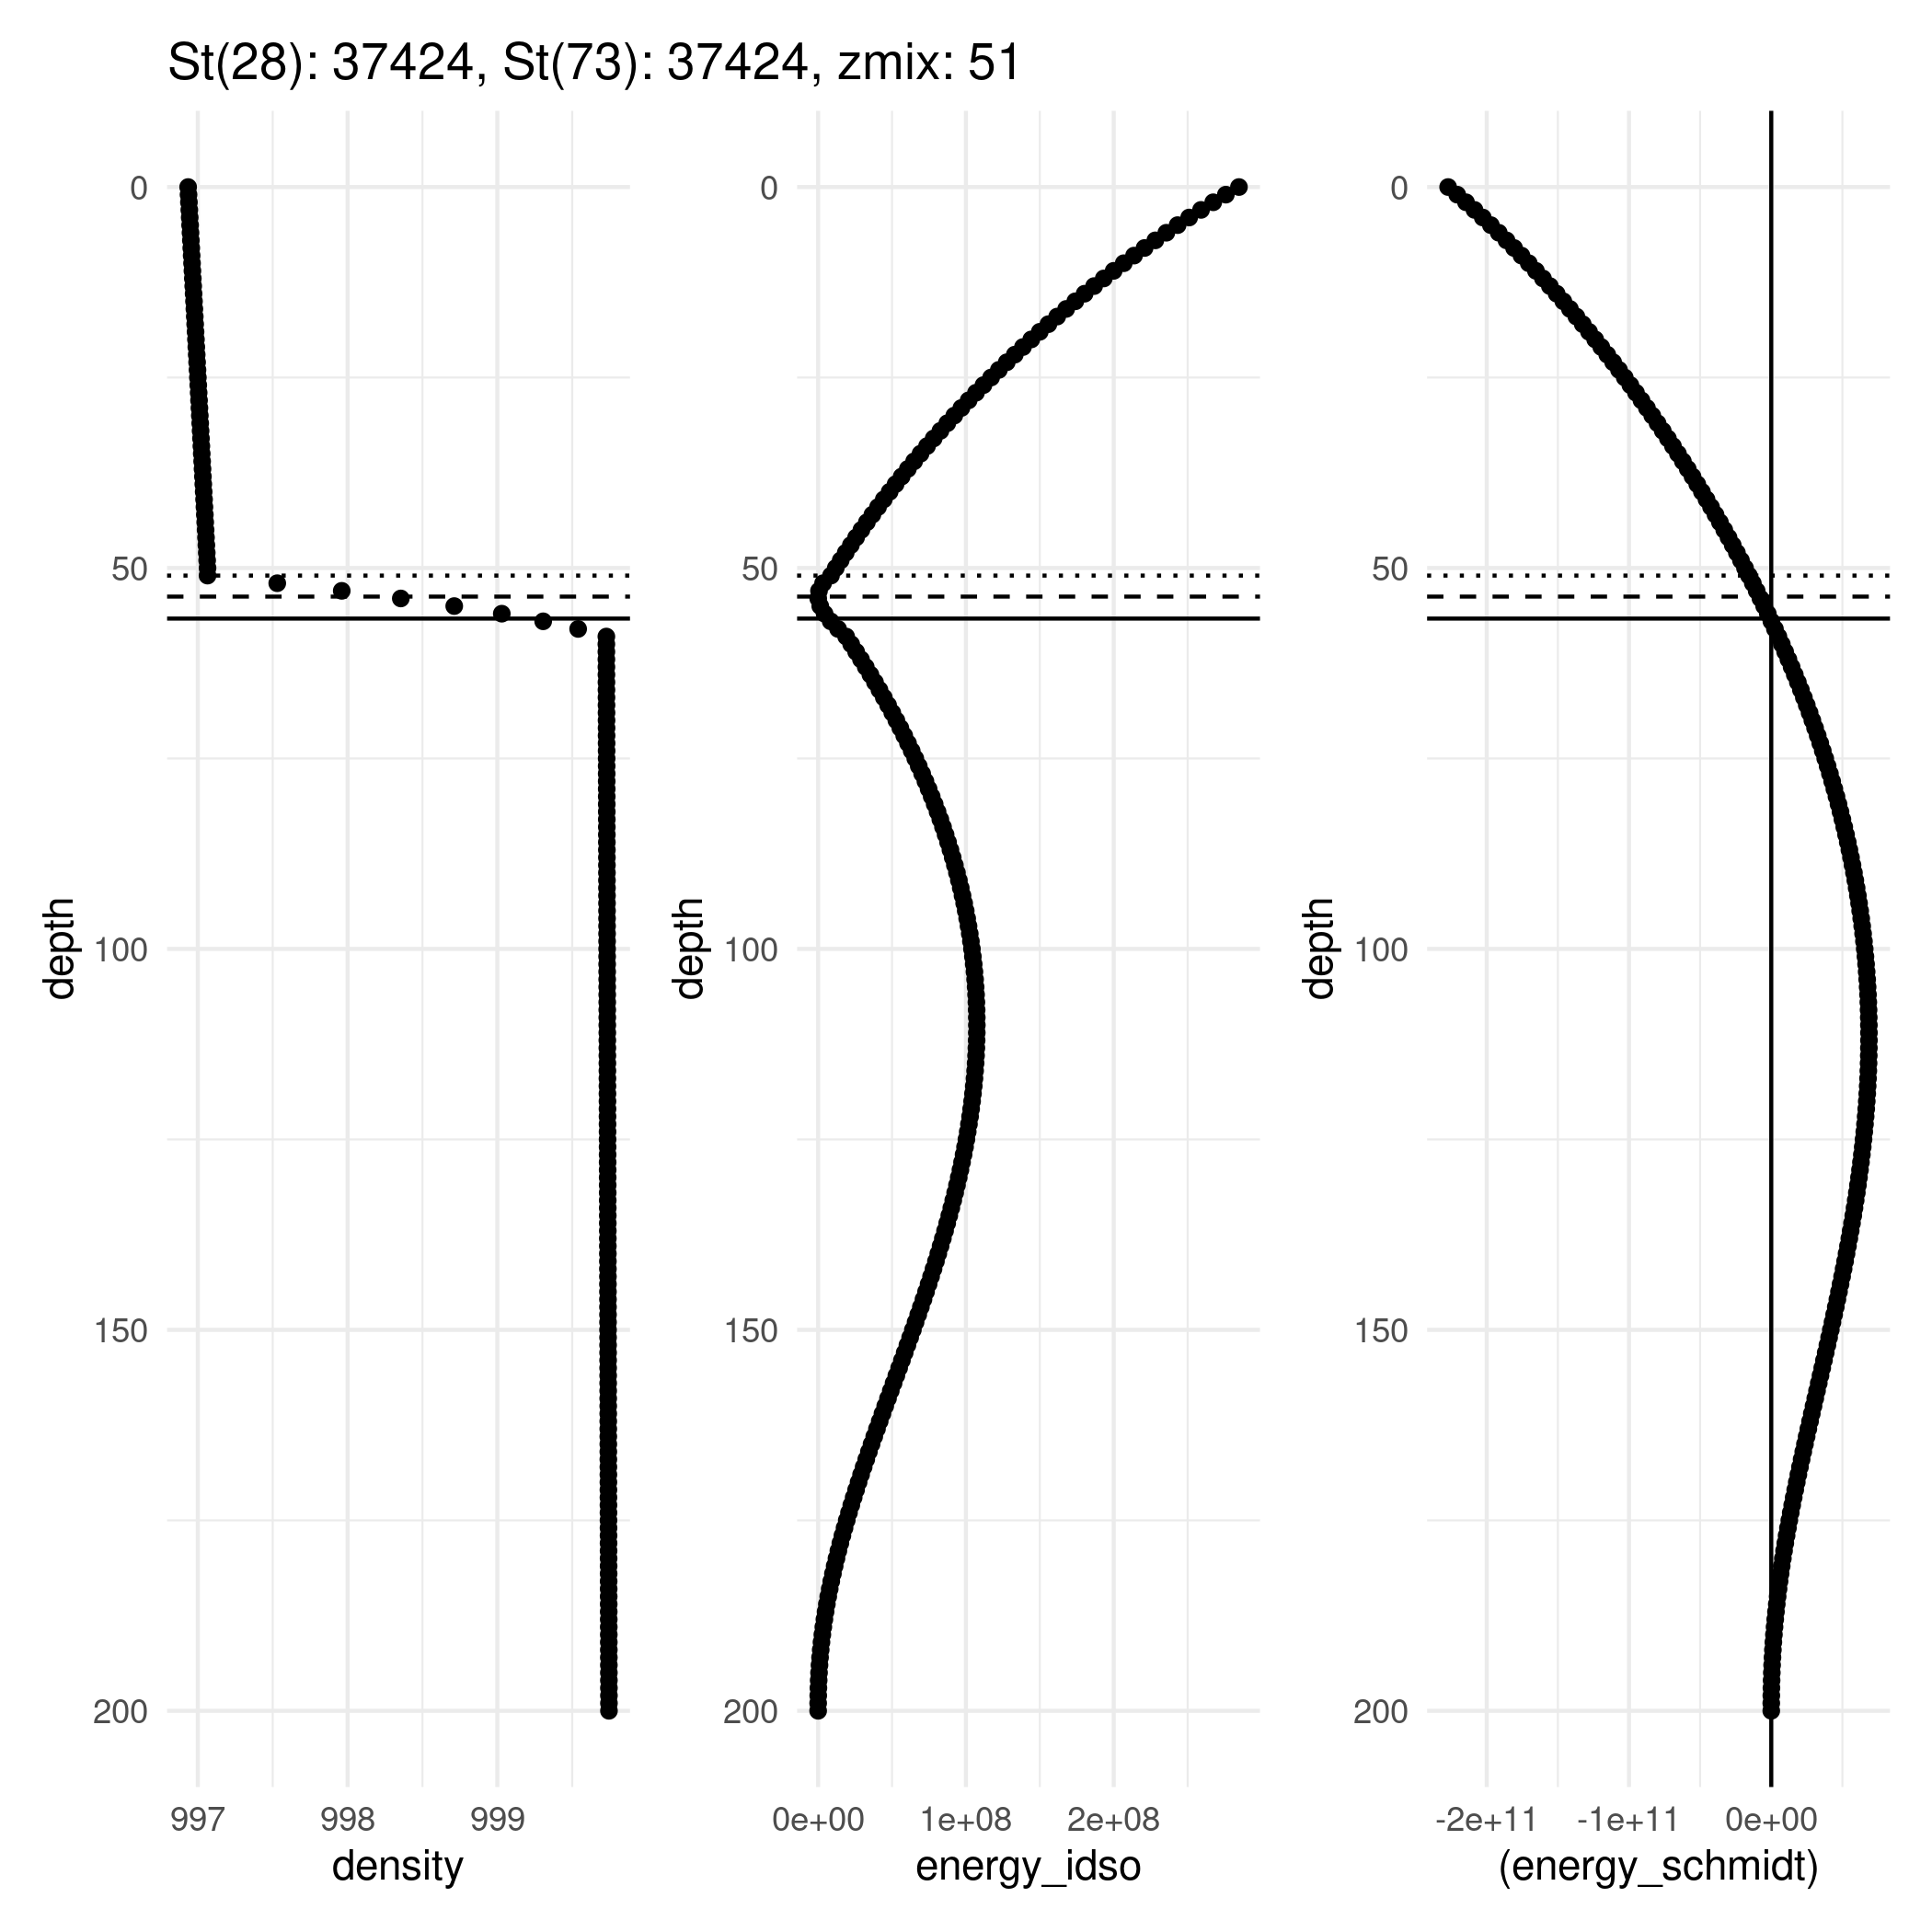 St(28): 37424, St(73): 37424, zmix: 51
0
50
100
150
200
depth
997 998 999
density
0
50
100
150
200
depth
0e+00 1e+08 2e+08
energy_idso
0
50
100
150
200
depth
-2e+11 -1e+11 0e+00
(energy_schmidt)